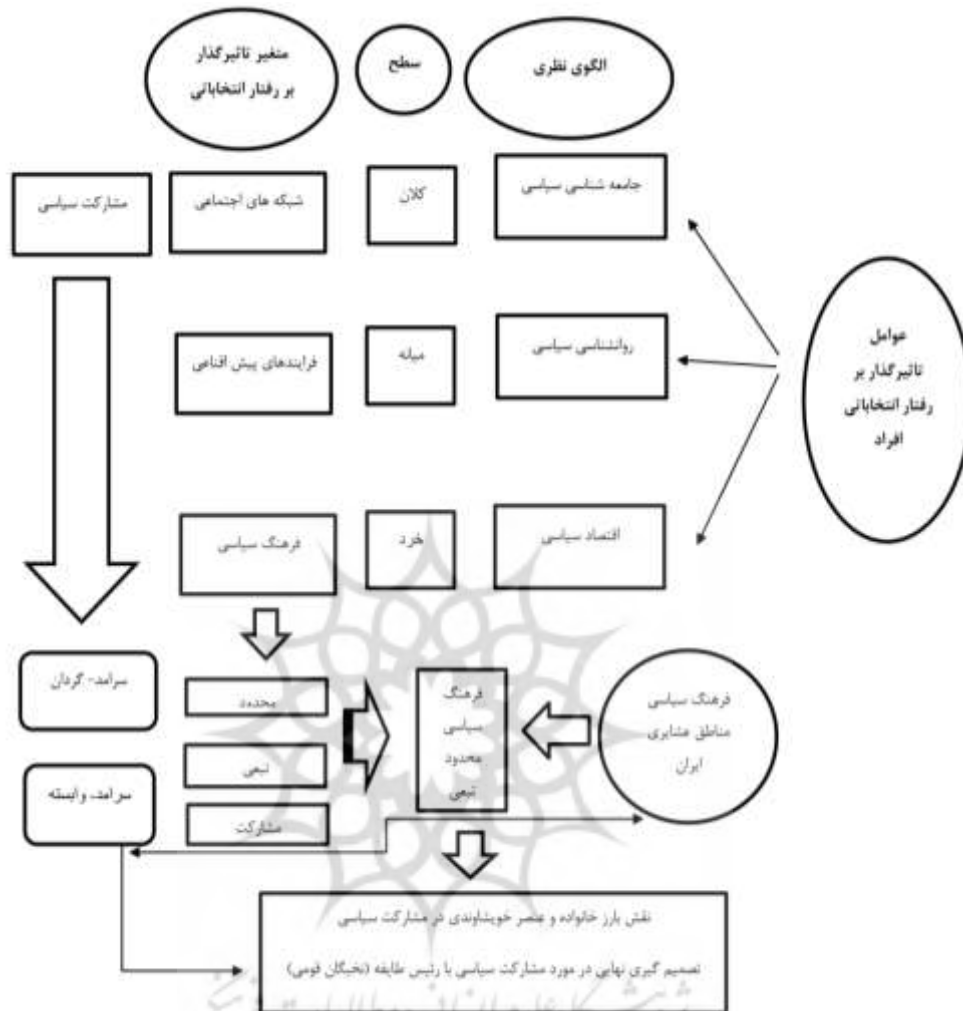 الگوی نظری
سطح
متغیر تاثیرگذار
بر رفتار انتخاباتی
جامعه شناسی سیاسی
کلان
شبکه های اجتماعی
مشارکت سیاسی
عوامل
تاثیرگذار بر
رفتار انتخاباتی
افراد
روانشناسی سیاسی
میانه
فرایندهای پیش اقناعی
اقتصاد سیاسی
خرد
فرهنگ سیاسی
فرهنگ سیاسی
مناطق عشایری
ایران
فرهنگ
سیاسی
محدود
تبعی
محدود
تبعی
مشارکت
سرامد- گردان
سرامد- وابسته
نقش بارز خانواده و عنصر خویشاوندی در مشارکت سیاسی
تصمیم گیری نهایی در مورد مشارکت سیاسی با رئیس طایفه (نخبگان قومی)